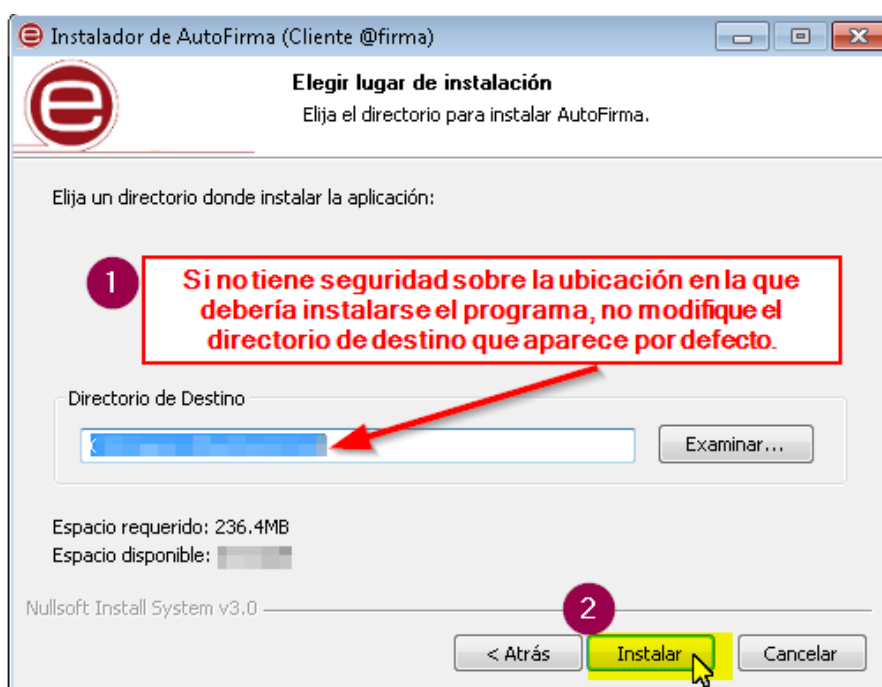 Instalador de AutoFirma (Cliente @firma)
Elegir lugar de instalación
Elija el directorio para instalar AutoFirma.
Elija un directorio donde instalar la aplicación:
1
Si no tiene seguridad sobre la ubicación en la que
debería instalarse el programa, no modifique el
directorio de destino que aparece por defecto.
Directorio de Destino
Examinar...
Espacio requerido: 236.4MB
Espacio disponible:
Nullsoft Install System v3.0
2
< Atrás
Instalar
Cancelar